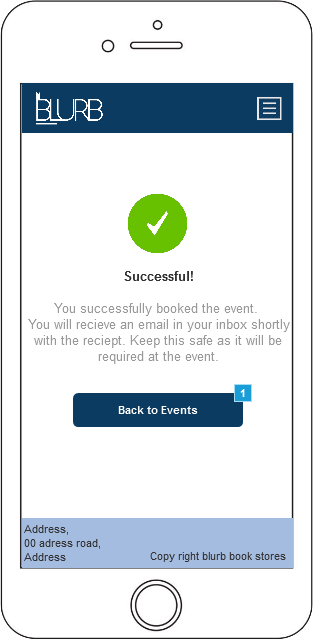 BLURB
Successful!
You successfully booked the event.
You will recieve an email in your inbox shortly
with the reciept. Keep this safe as it will be
required at the event.
1
Back to Events
Address,
00 adress road,
Address
Copy right blurb book stores